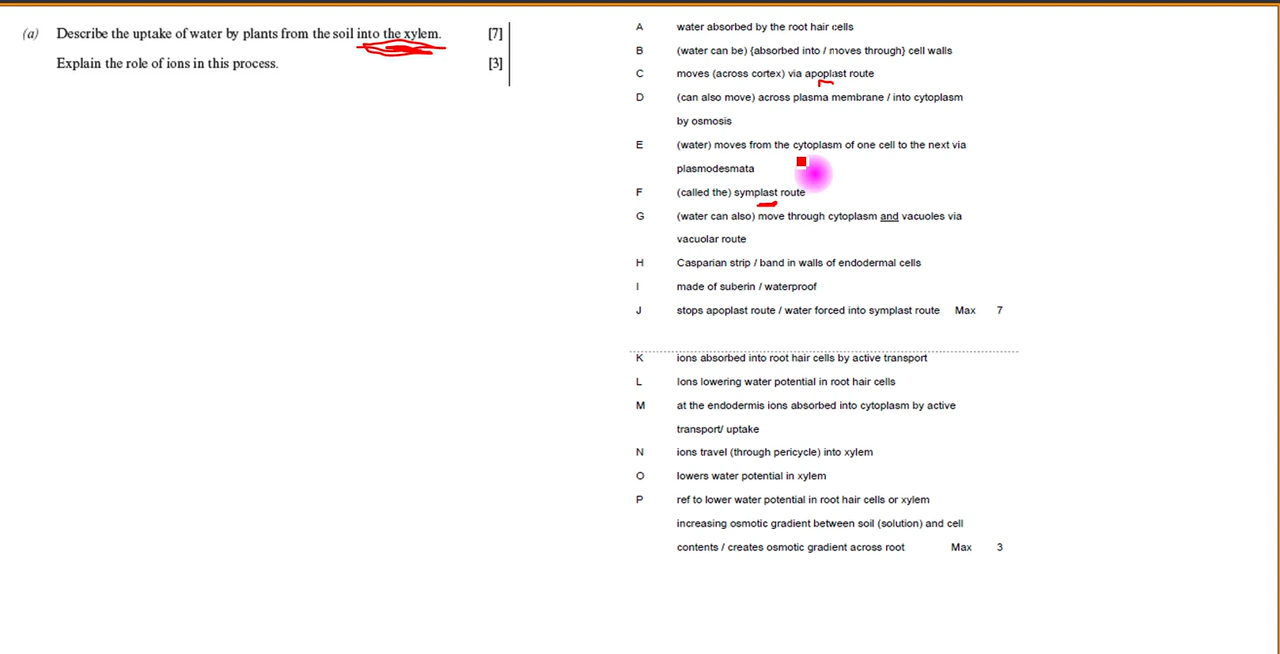 (a) Describe the uptake of water by plants from the soil into the xylem. [7]
Explain the role of ions in this process. [3]
A water absorbed by the root hair cells
B (water can be) {absorbed into / moves through} cell walls
C moves (across cortex) via apoplast route
D (can also move) across plasma membrane / into cytoplasm
by osmosis
E (water) moves from the cytoplasm of one cell to the next via
plasmodesmata
F (called the) symplast route
G (water can also) move through cytoplasm and vacuoles via
vacuolar route
H Casparian strip / band in walls of endodermal cells
I made of suberin / waterproof
J stops apoplast route / water forced into symplast route Max 7
K ions absorbed into root hair cells by active transport
L Ions lowering water potential in root hair cells
M at the endodermis ions absorbed into cytoplasm by active
transport/ uptake
N ions travel (through pericycle) into xylem
O lowers water potential in xylem
P ref to lower water potential in root hair cells or xylem
increasing osmotic gradient between soil (solution) and cell
contents / creates osmotic gradient across root Max 3